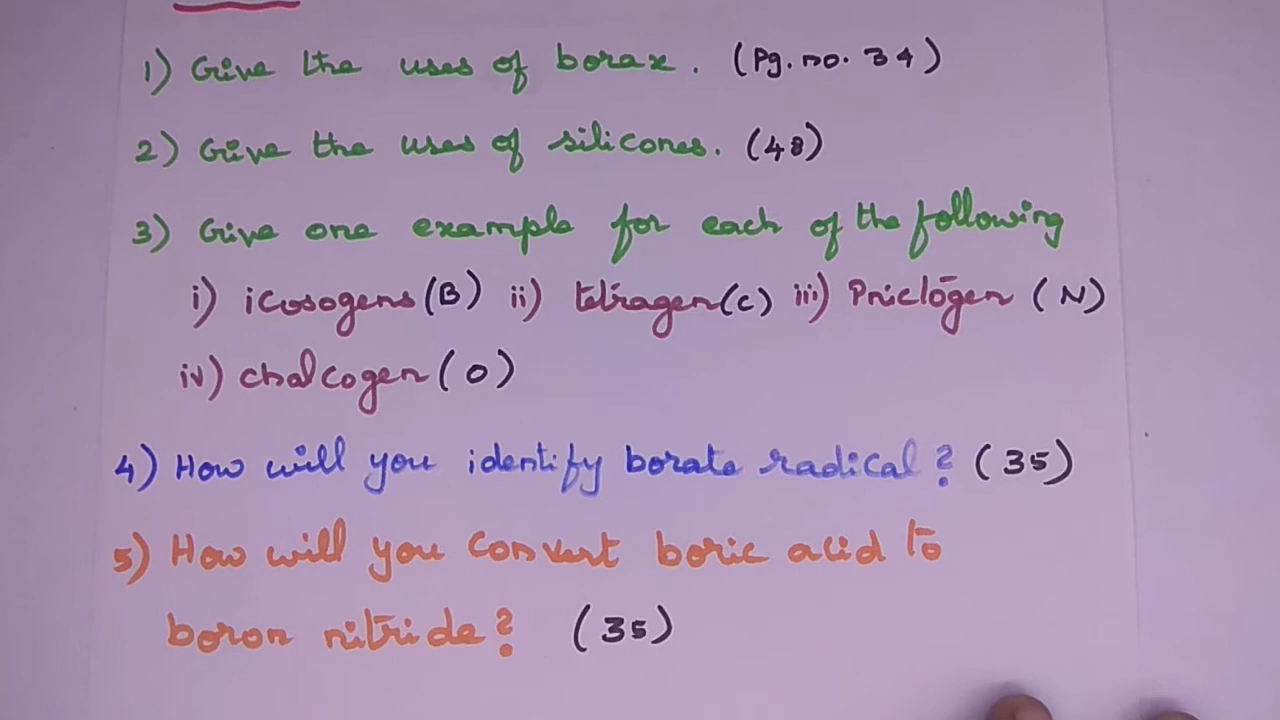 1) Give the uses of borax. (Pg. no. 34)
2) Give the uses of silicones. (48)
3) Give one example for each of the following
i) icosogens (B) ii) tetragen (C) iii) Pnictogen (N)
iv) chalcogen (O)
4) How will you identify borate radical? (35)
5) How will you convert boric acid to
boron nitride? (35)